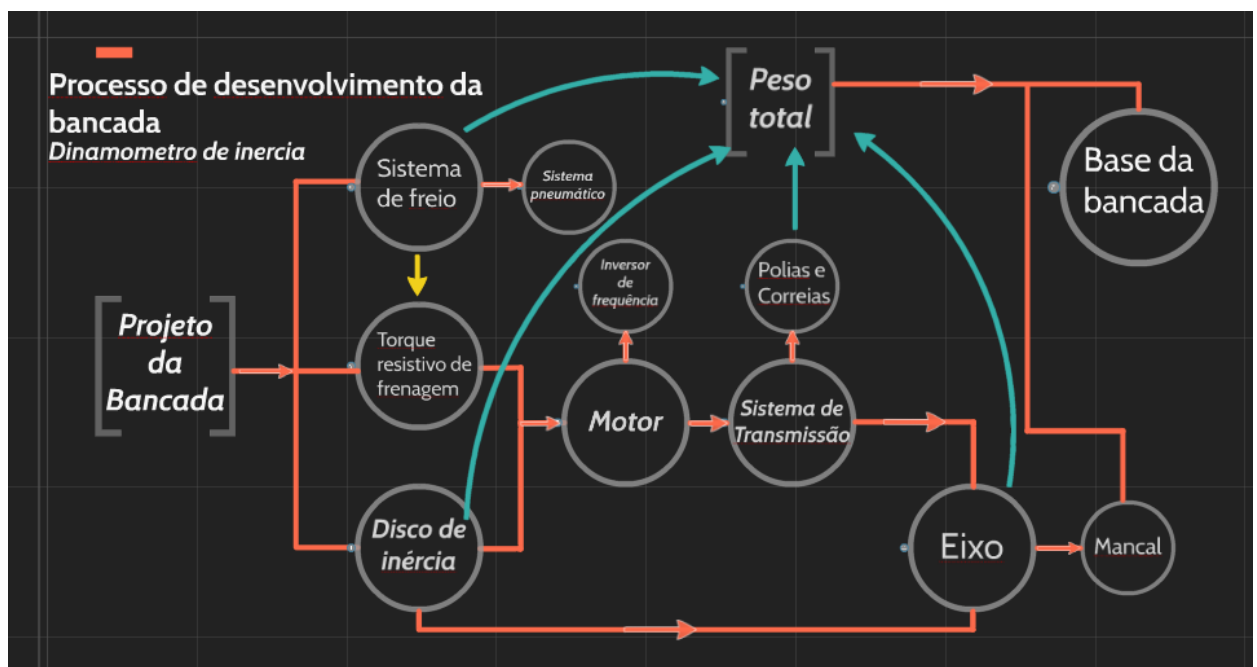 Processo de desenvolvimento da
bancada
Dinamometro de inercia
Peso
total
Sistema
de freio
Sistema
pneumático
Base da
bancada
Inversor
de
frequência
Polias e
Correias
Projeto
da
Bancada
Torque
resistivo de
frenagem
Motor
Sistema de
Transmissão
Disco de
inércia
Eixo
Mancal